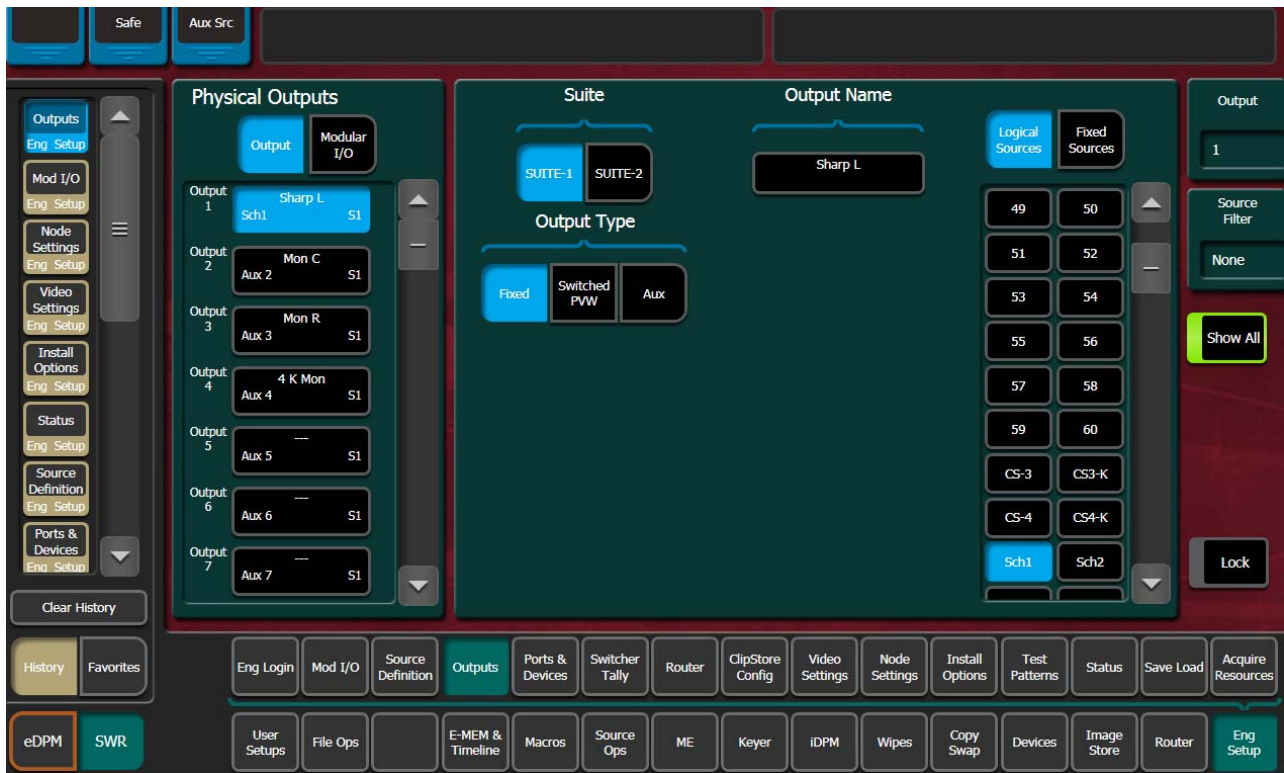 Safe
Aux Src
Outputs
Eng Setup
Mod I/O
Eng Setup
Node
Settings
Eng Setup
Video
Settings
Eng Setup
Install
Options
Eng Setup
Status
Eng Setup
Source
Definition
Eng Setup
Ports &
Devices
Eng Setup
Clear History
History
Favorites
eDPM
SWR
Physical Outputs
Output
Modular
I/O
Output
1
Sharp L
Sch1 S1
Output
2
Mon C
Aux 2 S1
Output
3
Mon R
Aux 3 S1
Output
4
4 K Mon
Aux 4 S1
Output
5
---
Aux 5 S1
Output
6
---
Aux 6 S1
Output
7
---
Aux 7 S1
Suite
SUITE-1
SUITE-2
Output Type
Fixed
Switched
PVW
Aux
Output Name
Sharp L
Logical
Sources
Fixed
Sources
49 50
51 52
53 54
55 56
57 58
59 60
CS-3 CS3-K
CS-4 CS4-K
Sch1 Sch2
Output
1
Source
Filter
None
Show All
Lock
Eng Login
Mod I/O
Source
Definition
Outputs
Ports &
Devices
Switcher
Tally
Router
ClipStore
Config
Video
Settings
Node
Settings
Install
Options
Test
Patterns
Status
Save Load
Acquire
Resources
User
Setups
File Ops
E-MEM &
Timeline
Macros
Source
Ops
ME
Keyer
iDPM
Wipes
Copy
Swap
Devices
Image
Store
Router
Eng
Setup